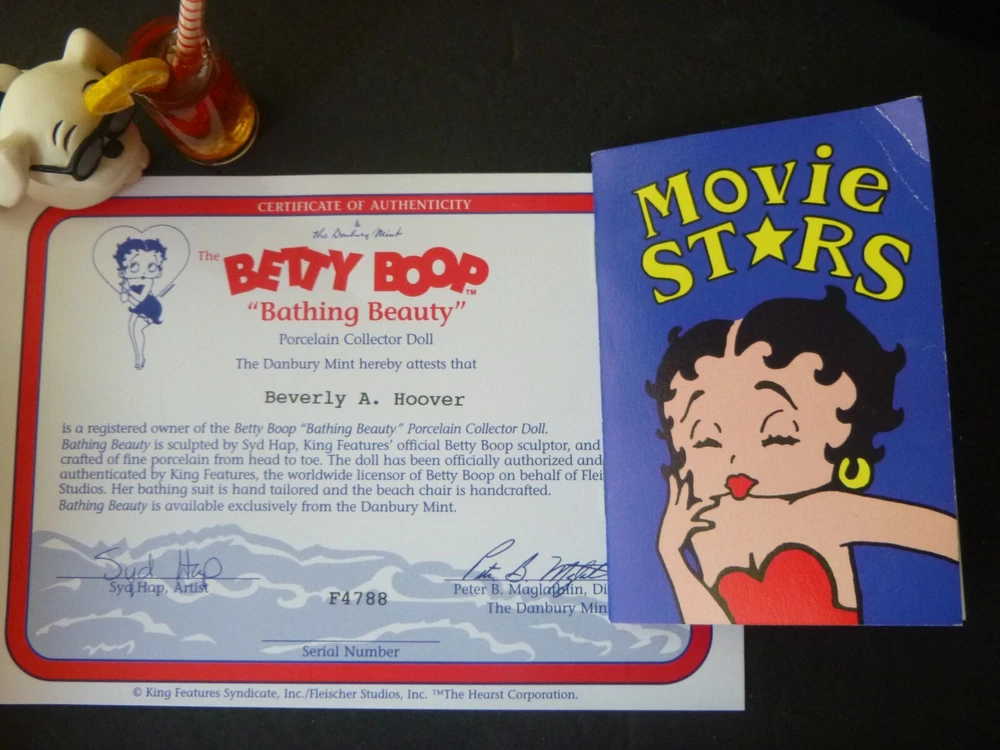 CERTIFICATE OF AUTHENTICITY
the Danbury Mint
The BETTY BOOP™
"Bathing Beauty"
Porcelain Collector Doll
The Danbury Mint hereby attests that
Beverly A. Hoover
is a registered owner of the Betty Boop "Bathing Beauty" Porcelain Collector Doll.
Bathing Beauty is sculpted by Syd Hap, King Features' official Betty Boop sculptor, and
crafted of fine porcelain from head to toe. The doll has been officially authorized and
authenticated by King Features, the worldwide licensor of Betty Boop on behalf of Flei
Studios. Her bathing suit is hand tailored and the beach chair is handcrafted.
Bathing Beauty is available exclusively from the Danbury Mint.
Syd Hap
Syd Hap, Artist
F4788
Serial Number
Peter B. Maglathlin, Di
The Danbury Min
© King Features Syndicate, Inc./Fleischer Studios, Inc. ™The Hearst Corporation.
MOViE
STARS